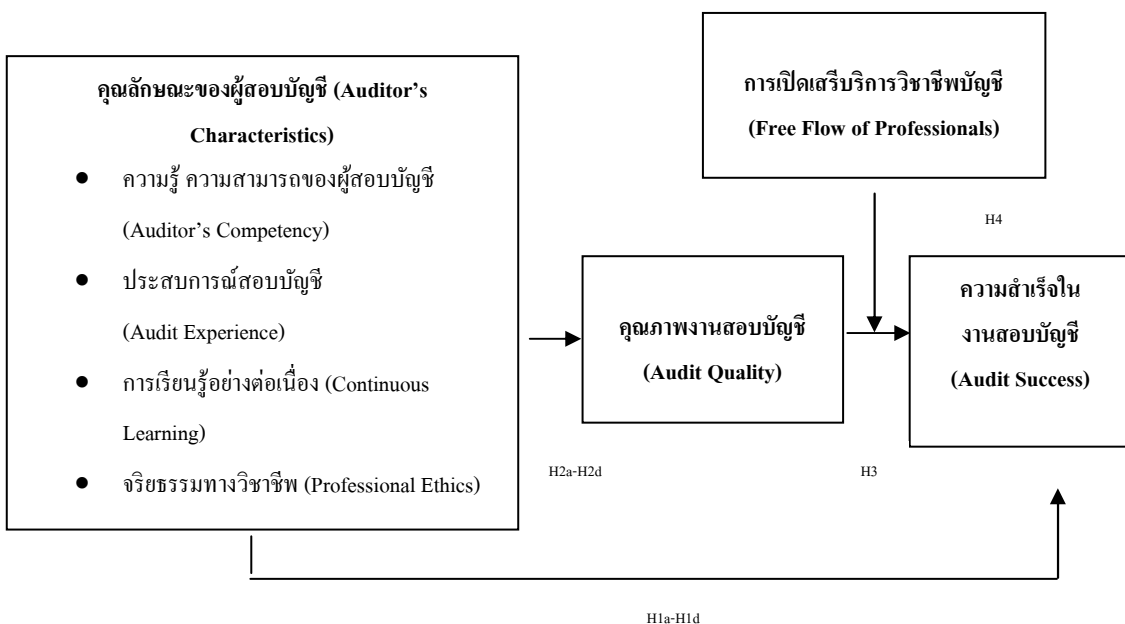 คุณลักษณะของผู้สอบบัญชี (Auditor's
Characteristics)
● ความรู้ ความสามารถของผู้สอบบัญชี
(Auditor's Competency)
● ประสบการณ์สอบบัญชี
(Audit Experience)
● การเรียนรู้อย่างต่อเนื่อง (Continuous
Learning)
● จริยธรรมทางวิชาชีพ (Professional Ethics)
การเปิดเสรีบริการวิชาชีพบัญชี
(Free Flow of Professionals)
H4
คุณภาพงานสอบบัญชี
(Audit Quality)
ความสำเร็จใน
งานสอบบัญชี
(Audit Success)
H2a-H2d
H3
H1a-H1d